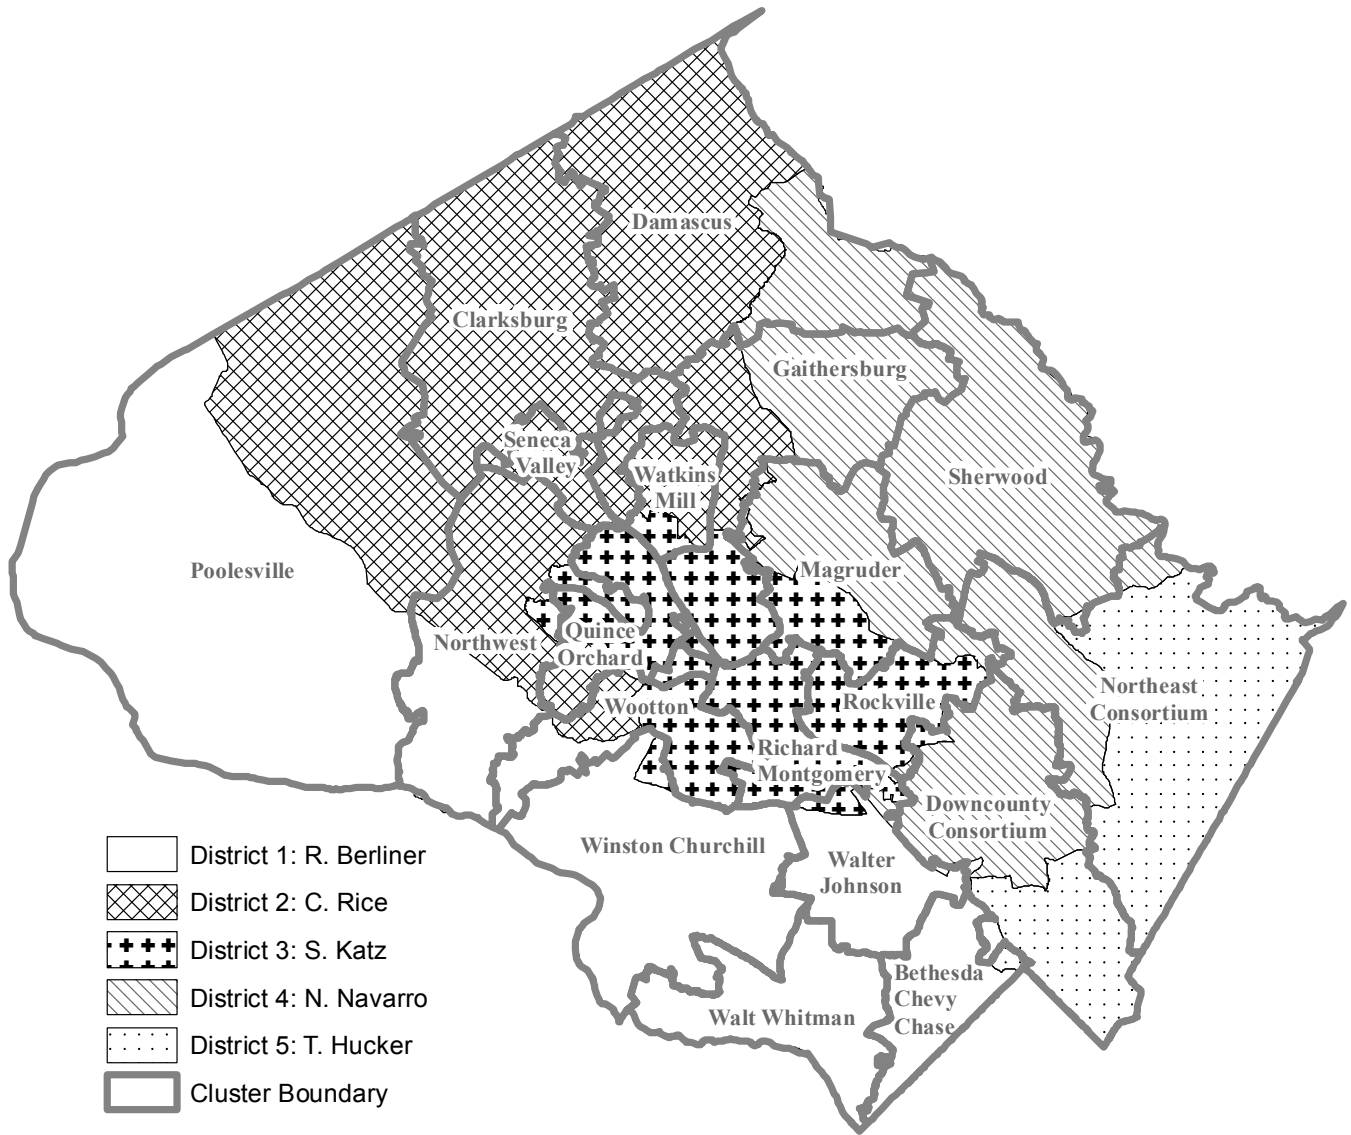 Damascus
Clarksburg
Gaithersburg
Seneca
Valley
Watkins
Mill
Sherwood
Poolesville
Magruder
Northwest
Quince
Orchard
Northeast
Consortium
Wootton
Rockville
Richard
Montgomery
Downcounty
Consortium
Winston Churchill
Walter
Johnson
Bethesda
Chevy
Chase
Walt Whitman
District 1: R. Berliner
District 2: C. Rice
District 3: S. Katz
District 4: N. Navarro
District 5: T. Hucker
Cluster Boundary